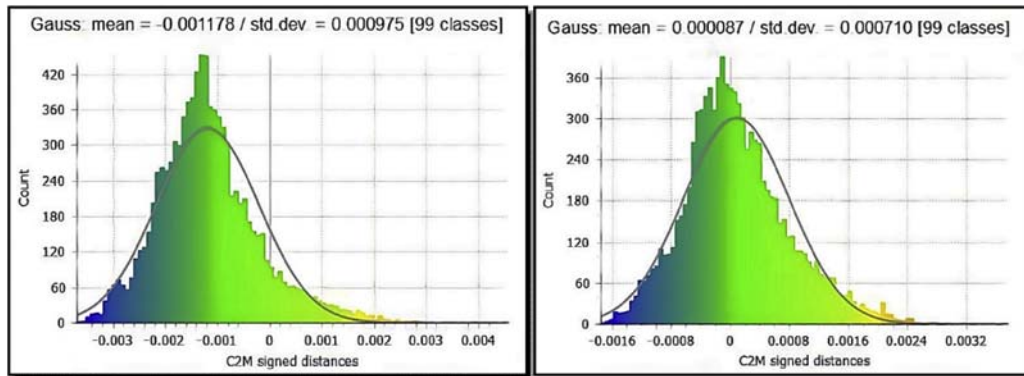 Gauss: mean = -0.001178 / std.dev. = 0.000975 [99 classes]
420
360
300
240
180
120
60
0
Count
-0.003 -0.002 -0.001 0 0.001 0.002 0.003 0.004
C2M signed distances
Gauss: mean = 0.000087 / std.dev. = 0.000710 [99 classes]
360
300
240
180
120
60
0
Count
-0.0016 -0.0008 0 0.0008 0.0016 0.0024 0.0032
C2M signed distances